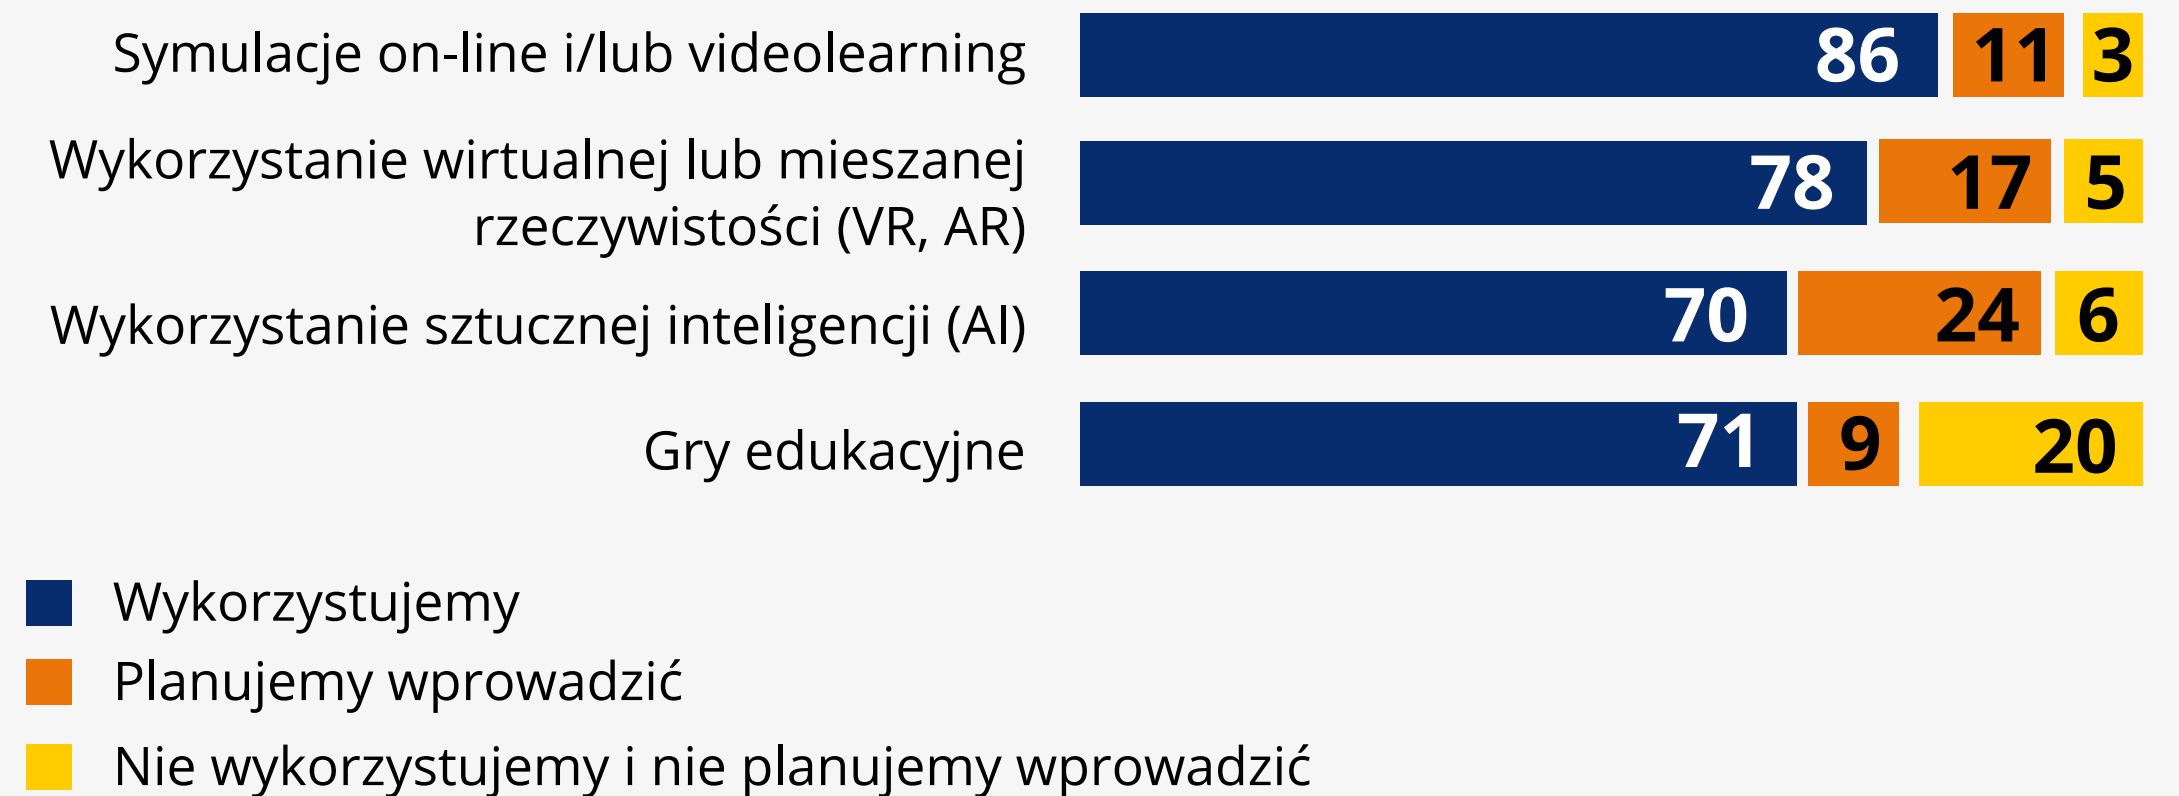 Symulacje on-line i/lub videolearning 86 11 3
Wykorzystanie wirtualnej lub mieszanej
rzeczywistości (VR, AR) 78 17 5
Wykorzystanie sztucznej inteligencji (AI) 70 24 6
Gry edukacyjne 71 9 20
Wykorzystujemy
Planujemy wprowadzić
Nie wykorzystujemy i nie planujemy wprowadzić